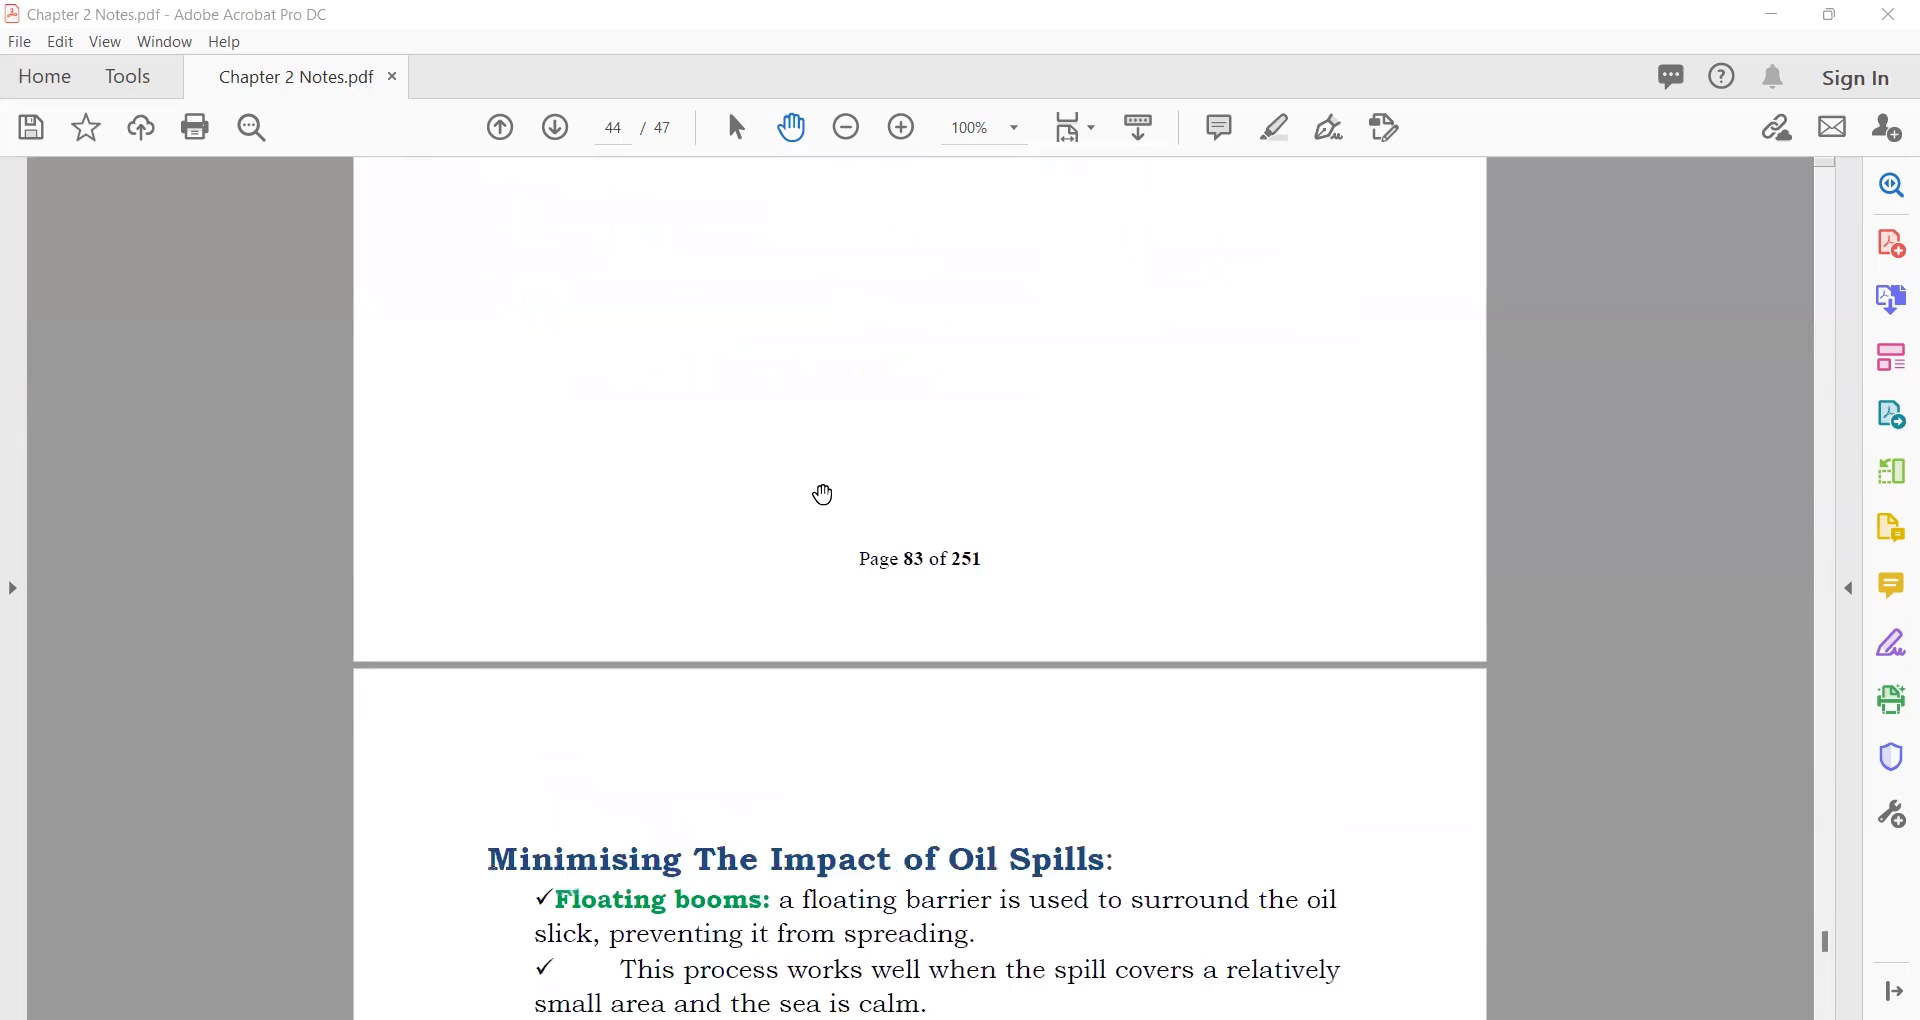 Chapter 2 Notes.pdf - Adobe Acrobat Pro DC
File Edit View Window Help
Home Tools Chapter 2 Notes.pdf × Sign In
44 / 47 100%
Page 83 of 251
Minimising The Impact of Oil Spills:
✓Floating booms: a floating barrier is used to surround the oil
slick, preventing it from spreading.
✓ This process works well when the spill covers a relatively
small area and the sea is calm.